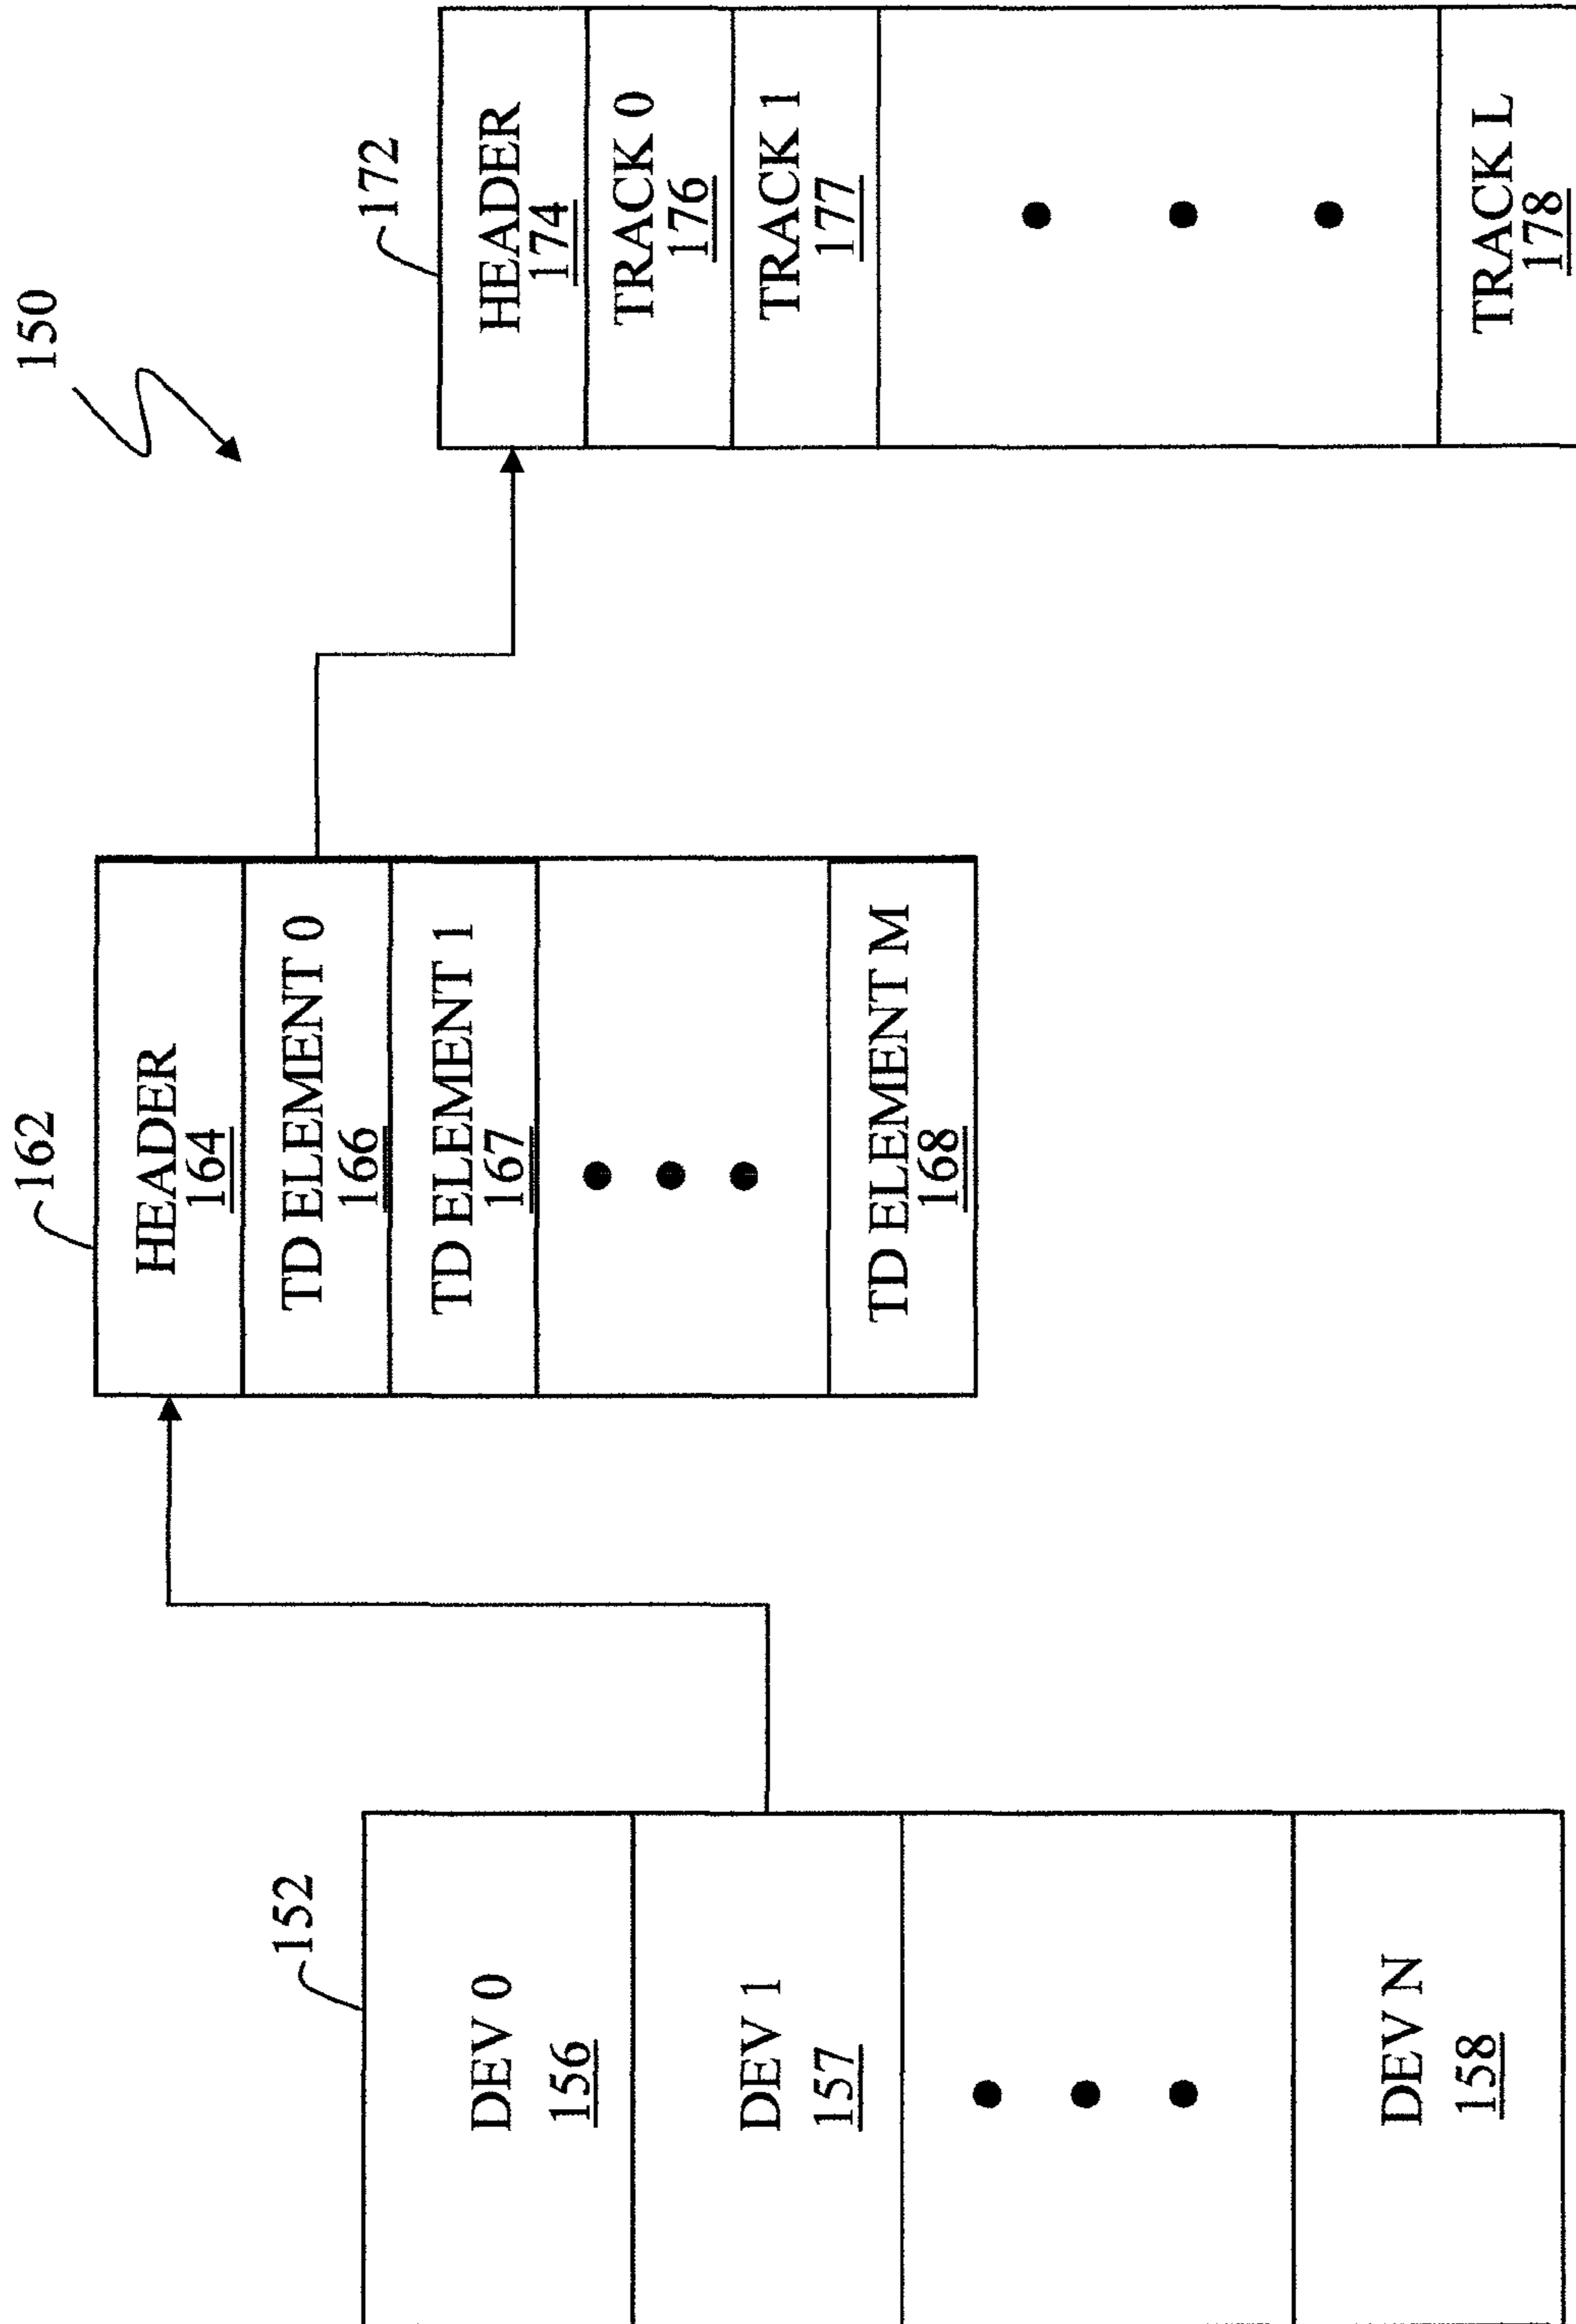 150
152
DEV 0
156
DEV 1
157
DEV N
158
162
HEADER
164
TD ELEMENT 0
166
TD ELEMENT 1
167
TD ELEMENT M
168
172
HEADER
174
TRACK 0
176
TRACK 1
177
TRACK L
178